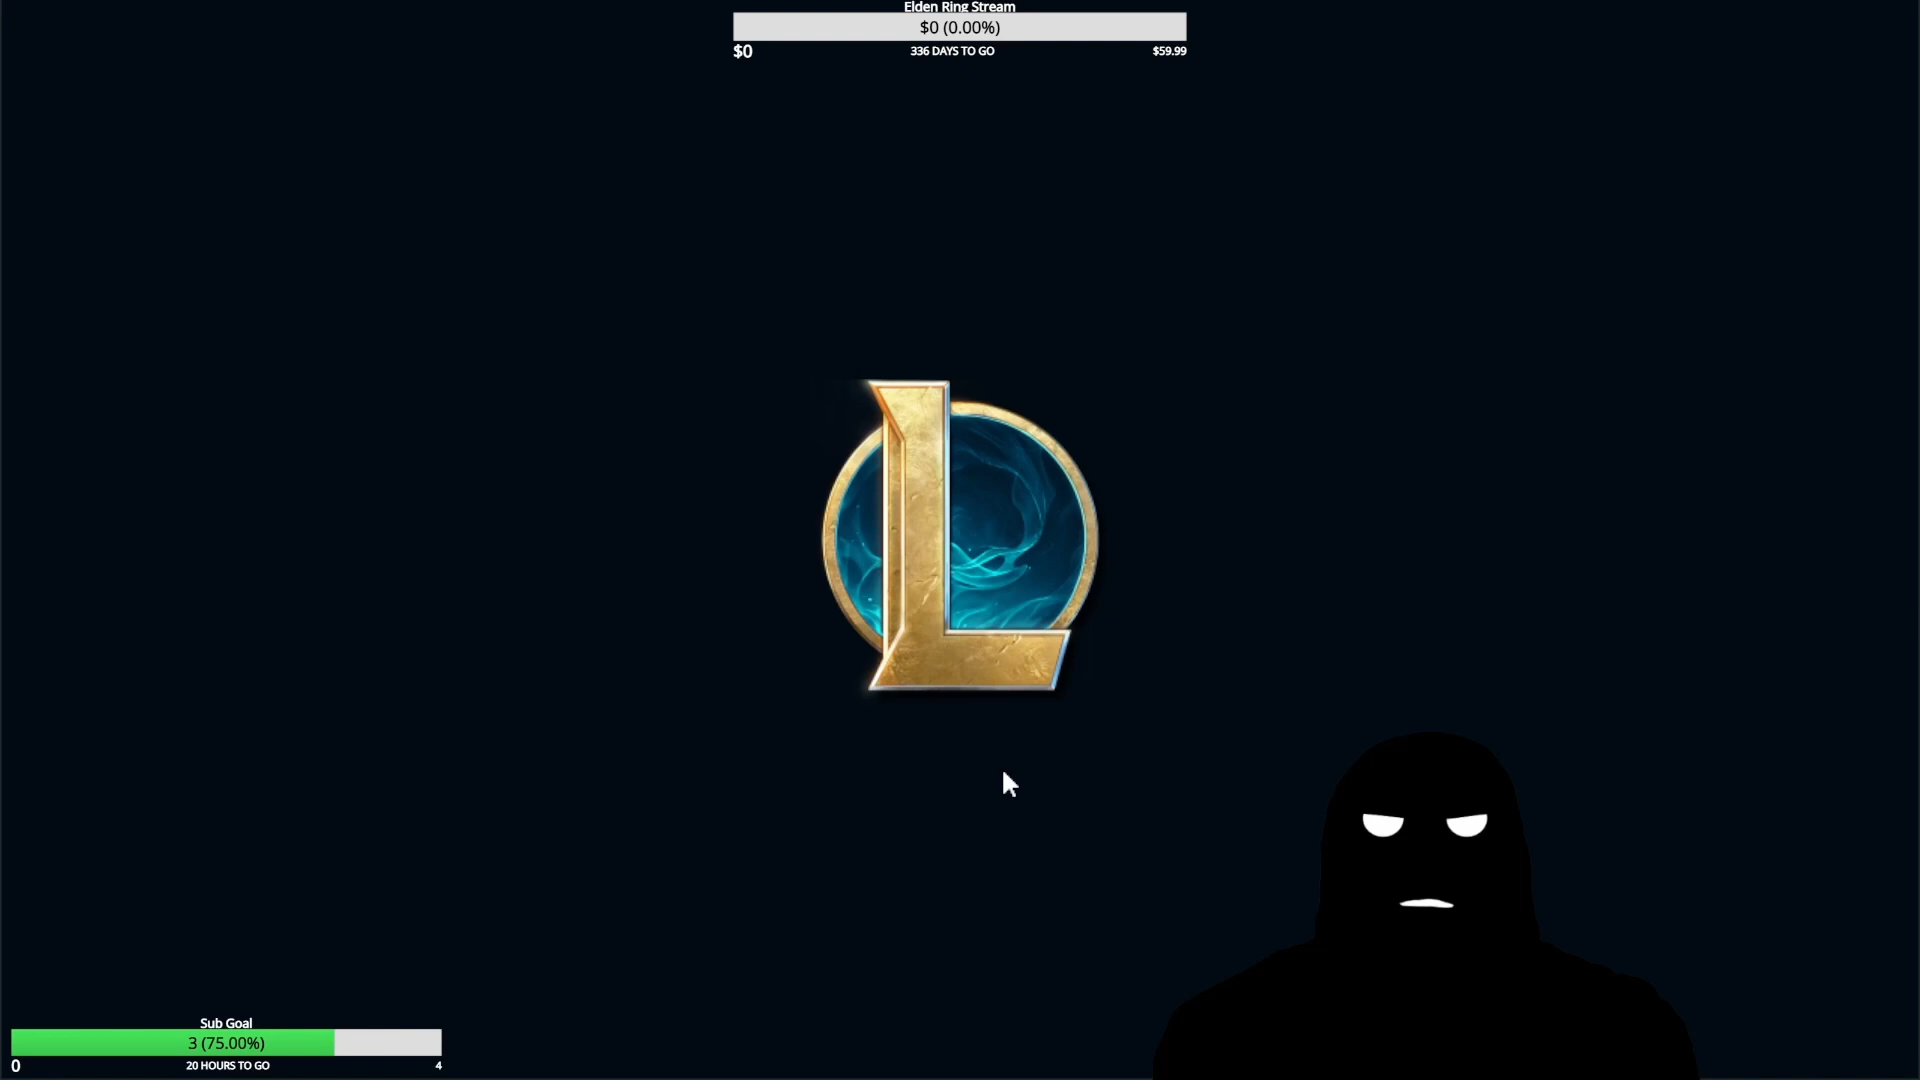 Elden Ring Stream
$0 (0.00%)
$0 336 DAYS TO GO $59.99
L
Sub Goal
3 (75.00%)
0 20 HOURS TO GO 4